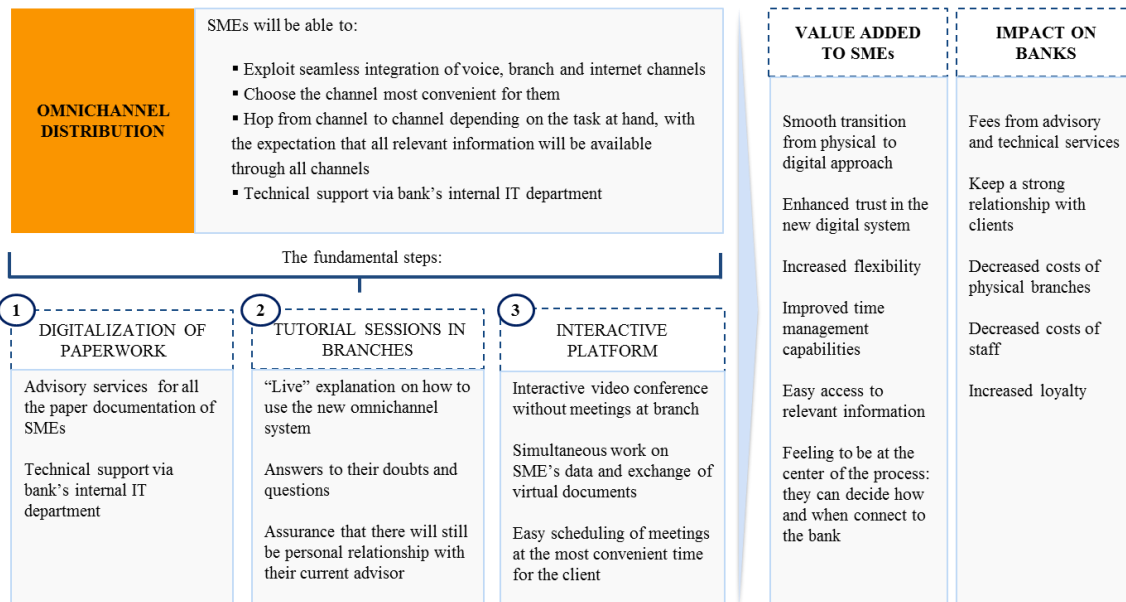 OMNICHANNEL
DISTRIBUTION
SMEs will be able to:
▪ Exploit seamless integration of voice, branch and internet channels
▪ Choose the channel most convenient for them
▪ Hop from channel to channel depending on the task at hand, with
the expectation that all relevant information will be available
through all channels
▪ Technical support via bank's internal IT department
The fundamental steps:
1
DIGITALIZATION OF
PAPERWORK
Advisory services for all
the paper documentation of
SMEs
Technical support via
bank's internal IT
department
2
TUTORIAL SESSIONS IN
BRANCHES
“Live” explanation on how to
use the new omnichannel
system
Answers to their doubts and
questions
Assurance that there will still
be personal relationship with
their current advisor
3
INTERACTIVE
PLATFORM
Interactive video conference
without meetings at branch
Simultaneous work on
SME's data and exchange of
virtual documents
Easy scheduling of meetings
at the most convenient time
for the client
VALUE ADDED
TO SMEs
Smooth transition
from physical to
digital approach
Enhanced trust in the
new digital system
Increased flexibility
Improved time
management
capabilities
Easy access to
relevant information
Feeling to be at the
center of the process:
they can decide how
and when connect to
the bank
IMPACT ON
BANKS
Fees from advisory
and technical services
Keep a strong
relationship with
clients
Decreased costs of
physical branches
Decreased costs of
staff
Increased loyalty